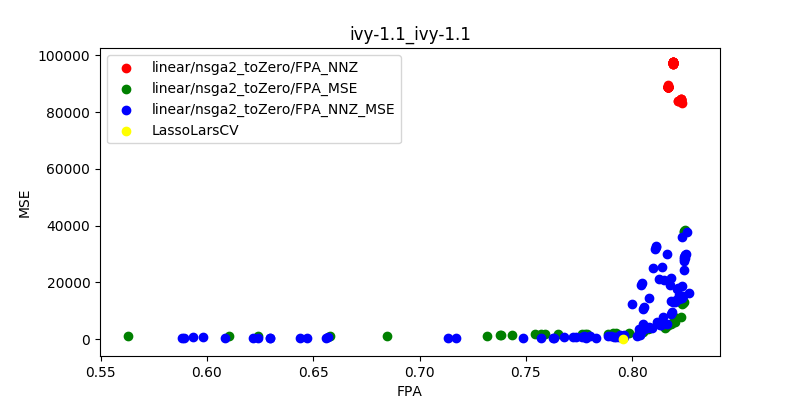 ivy-1.1_ivy-1.1
linear/nsga2_toZero/FPA_NNZ
linear/nsga2_toZero/FPA_MSE
linear/nsga2_toZero/FPA_NNZ_MSE
LassoLarsCV
MSE
100000
80000
60000
40000
20000
0
0.55 0.60 0.65 0.70 0.75 0.80
FPA